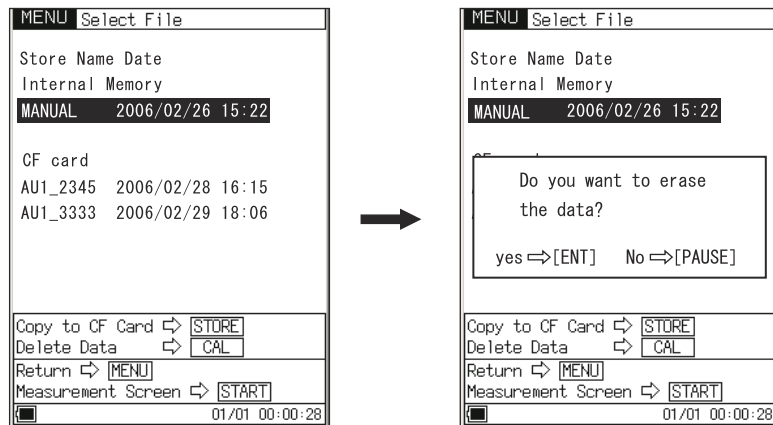 MENU Select File
Store Name Date
Internal Memory
MANUAL 2006/02/26 15:22
CF card
AU1_2345 2006/02/28 16:15
AU1_3333 2006/02/29 18:06
Copy to CF Card ⇨ STORE
Delete Data ⇨ CAL
Return ⇨ MENU
Measurement Screen ⇨ START
01/01 00:00:28
MENU Select File
Store Name Date
Internal Memory
MANUAL 2006/02/26 15:22
Do you want to erase
the data?
yes⇨[ENT] No⇨[PAUSE]
Copy to CF Card ⇨ STORE
Delete Data ⇨ CAL
Return ⇨ MENU
Measurement Screen ⇨ START
01/01 00:00:28